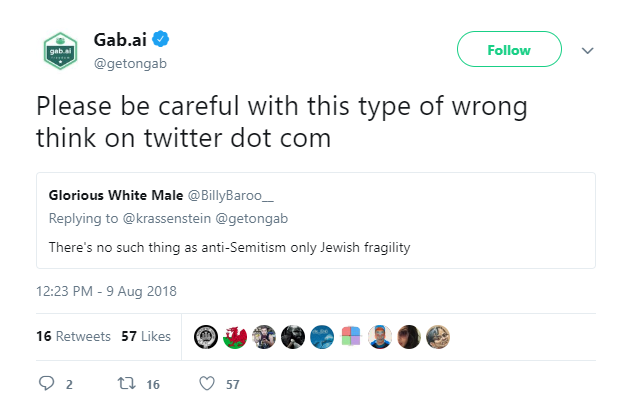 Gab.ai
@getongab
Follow
Please be careful with this type of wrong
think on twitter dot com
Glorious White Male @BillyBaroo__
Replying to @krassenstein @getongab
There's no such thing as anti-Semitism only Jewish fragility
12:23 PM - 9 Aug 2018
16 Retweets 57 Likes
2 16 57